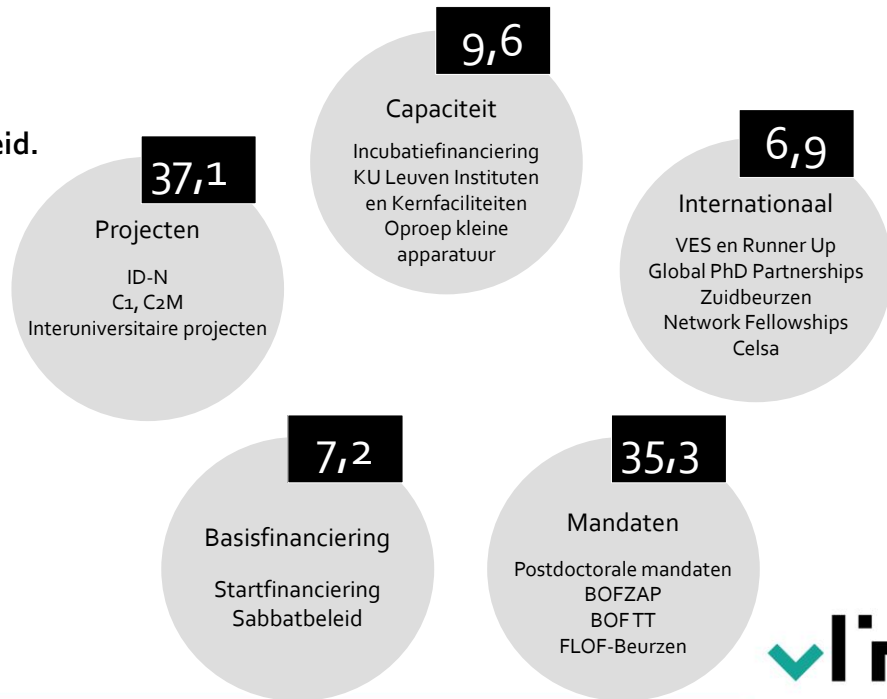 eid.
9,6
Capaciteit
Incubatiefinanciering
KU Leuven Instituten
en Kernfaciliteiten
Oproep kleine
apparatuur
37,1
Projecten
ID-N
C1, C2M
Interuniversitaire projecten
6,9
Internationaal
VES en Runner Up
Global PhD Partnerships
Zuidbeurzen
Network Fellowships
Celsa
7,2
Basisfinanciering
Startfinanciering
Sabbatbeleid
35,3
Mandaten
Postdoctorale mandaten
BOFZAP
BOF TT
FLOF-Beurzen